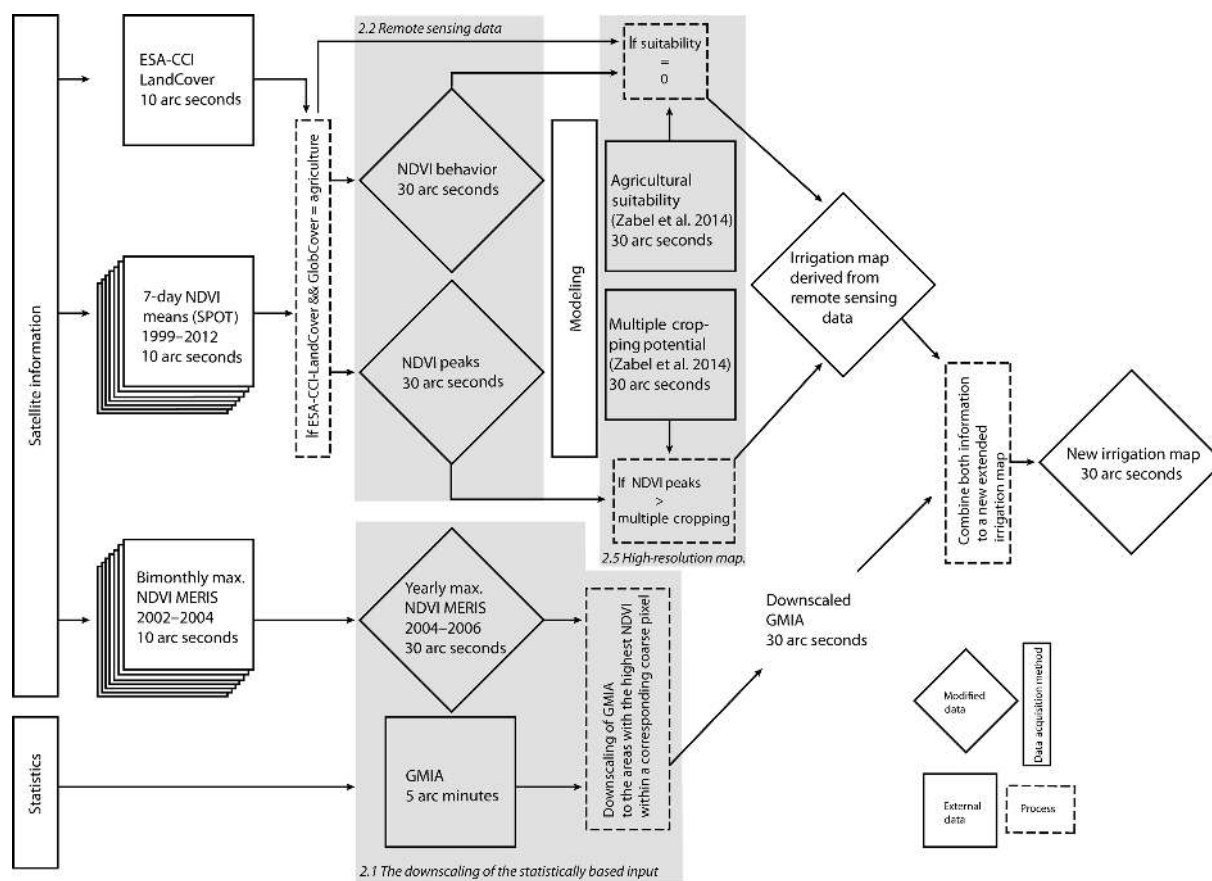 Satellite information
Statistics
ESA-CCI
LandCover
10 arc seconds
7-day NDVI
means (SPOT)
1999–2012
10 arc seconds
Bimonthly max.
NDVI MERIS
2002–2004
10 arc seconds
If ESA-CCI-LandCover && GlobCover = agriculture
2.2 Remote sensing data
NDVI behavior
30 arc seconds
NDVI peaks
30 arc seconds
Modeling
If suitability
=
0
Agricultural
suitability
(Zabel et al. 2014)
30 arc seconds
Multiple crop-
ping potential
(Zabel et al. 2014)
30 arc seconds
If NDVI peaks
>
multiple cropping
2.5 High-resolution map.
Irrigation map
derived from
remote sensing
data
Yearly max.
NDVI MERIS
2004–2006
30 arc seconds
GMIA
5 arc minutes
Downscaling of GMIA
to the areas with the highest NDVI
within a corresponding coarse pixel
2.1 The downscaling of the statistically based input
Downscaled
GMIA
30 arc seconds
Combine both information
to a new extended
irrigation map
New irrigation map
30 arc seconds
Modified
data
Data acquisition method
External
data
Process